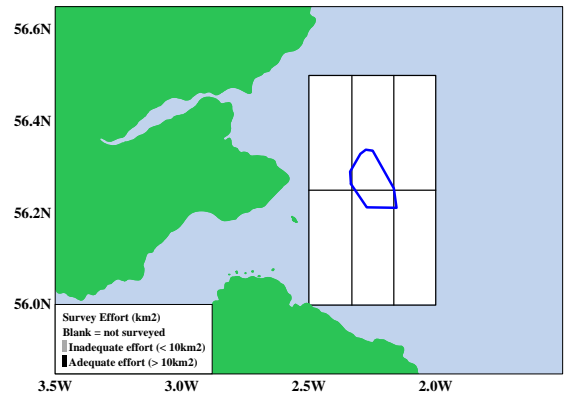 56.6N
56.4N
56.2N
56.0N
Survey Effort (km2)
Blank = not surveyed
Inadequate effort (< 10km2)
Adequate effort (> 10km2)
3.5W 3.0W 2.5W 2.0W